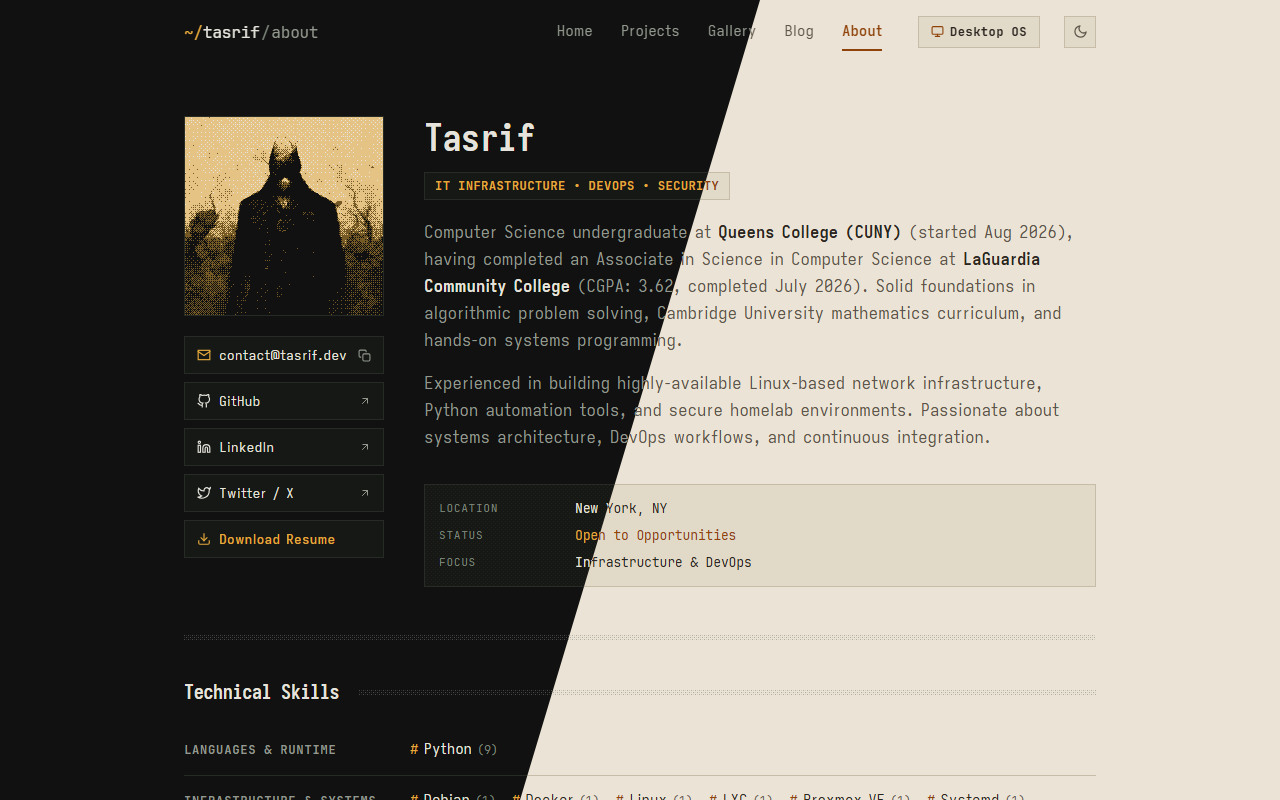 ~/tasrif/about
Home Projects Gallery Blog About Desktop OS
Tasrif
IT INFRASTRUCTURE • DEVOPS • SECURITY
Computer Science undergraduate at Queens College (CUNY) (started Aug 2026),
having completed an Associate in Science in Computer Science at LaGuardia
Community College (CGPA: 3.62, completed July 2026). Solid foundations in
algorithmic problem solving, Cambridge University mathematics curriculum, and
hands-on systems programming.
Experienced in building highly-available Linux-based network infrastructure,
Python automation tools, and secure homelab environments. Passionate about
systems architecture, DevOps workflows, and continuous integration.
contact@tasrif.dev
GitHub
LinkedIn
Twitter / X
Download Resume
LOCATION New York, NY
STATUS Open to Opportunities
FOCUS Infrastructure & DevOps
Technical Skills
LANGUAGES & RUNTIME # Python (9)
INFRASTRUCTURE & SYSTEMS # Debian (1) # Docker (1) # Linux (1) # LXC (1) # Proxmox VE (1) # Systemd (1)